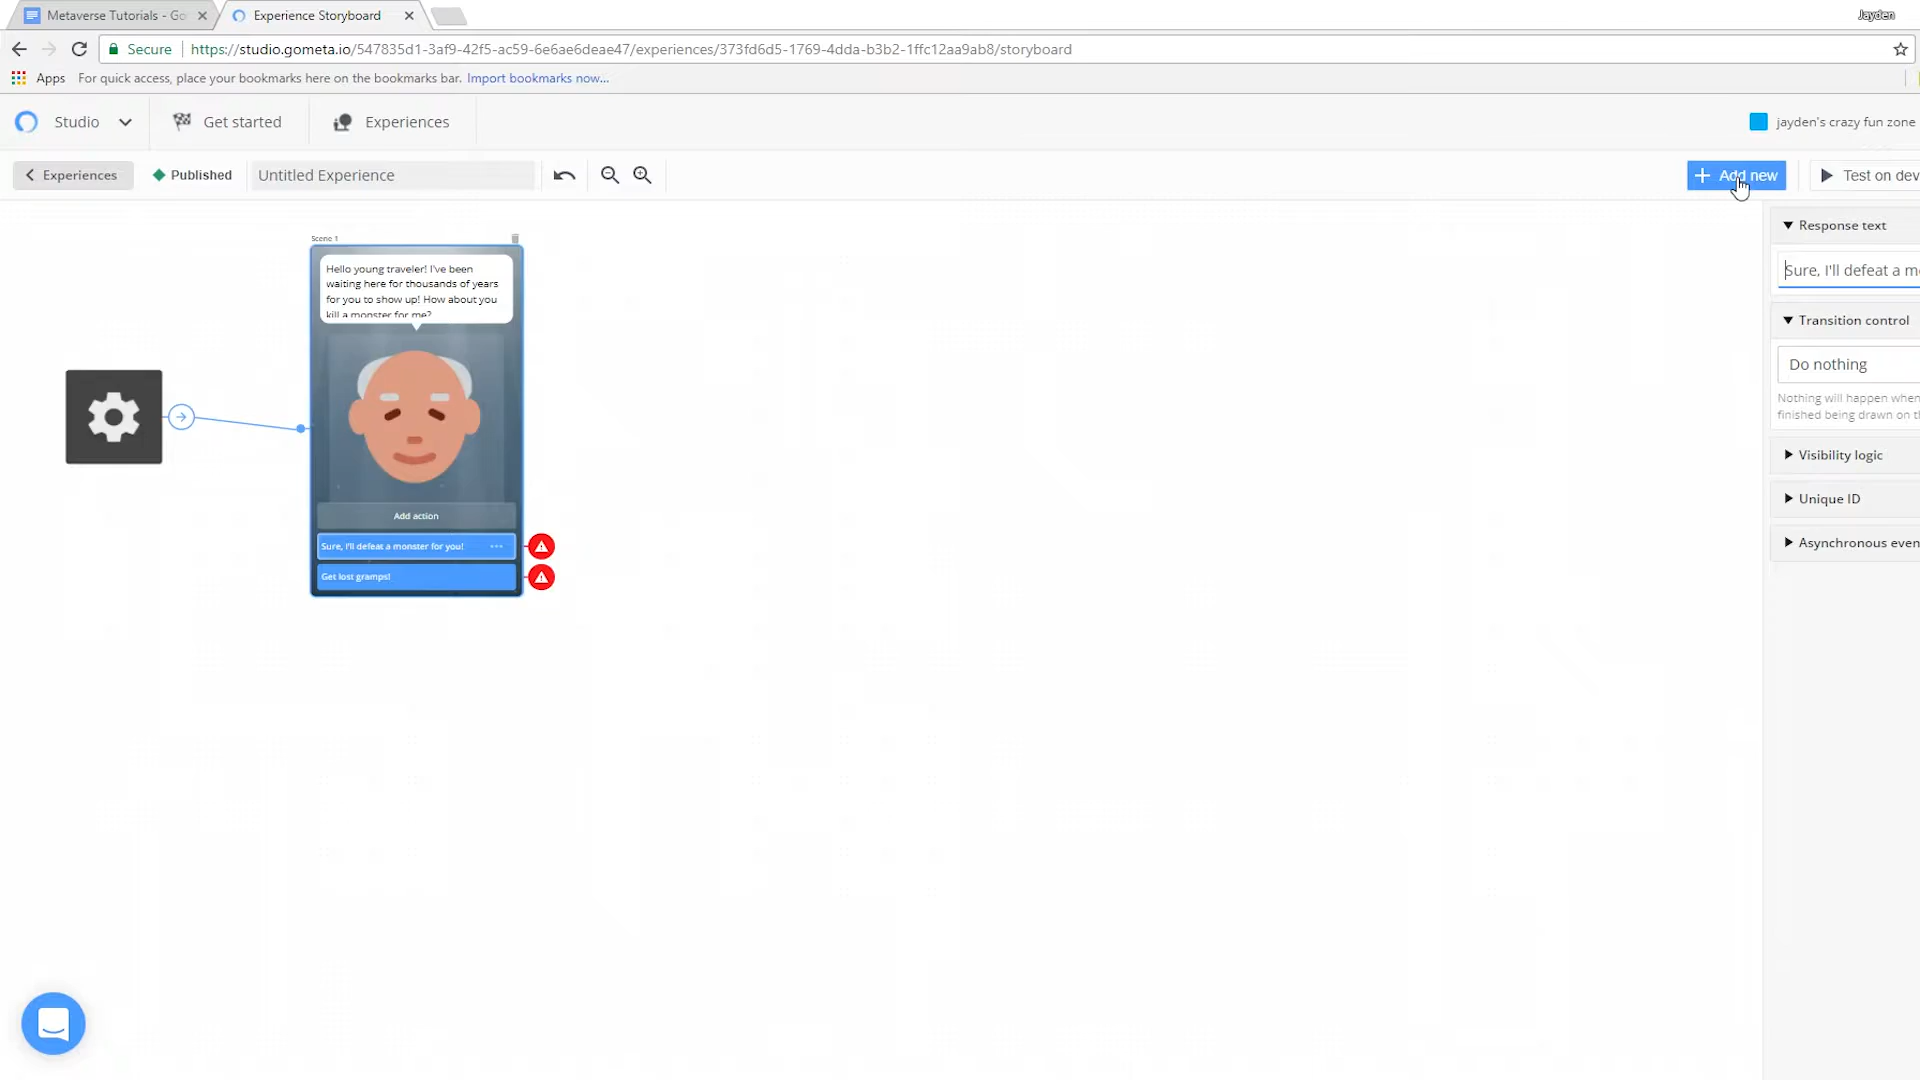 Metaverse Tutorials - Go
Experience Storyboard
Jayden
Secure
https://studio.gometa.io/547835d1-3af9-42f5-ac59-6e6ae6deae47/experiences/373fd6d5-1769-4dda-b3b2-1ffc12aa9ab8/storyboard
Apps For quick access, place your bookmarks here on the bookmarks bar. Import bookmarks now...
Studio
Get started
Experiences
jayden's crazy fun zone
Experiences
Published
Untitled Experience
Add new
Test on dev
Scene 1
Hello young traveler! I've been
waiting here for thousands of years
for you to show up! How about you
kill a monster for me?
Add action
Sure, I'll defeat a monster for you!
Get lost gramps!
Response text
Sure, I'll defeat a m
Transition control
Do nothing
Nothing will happen when
finished being drawn on th
Visibility logic
Unique ID
Asynchronous even